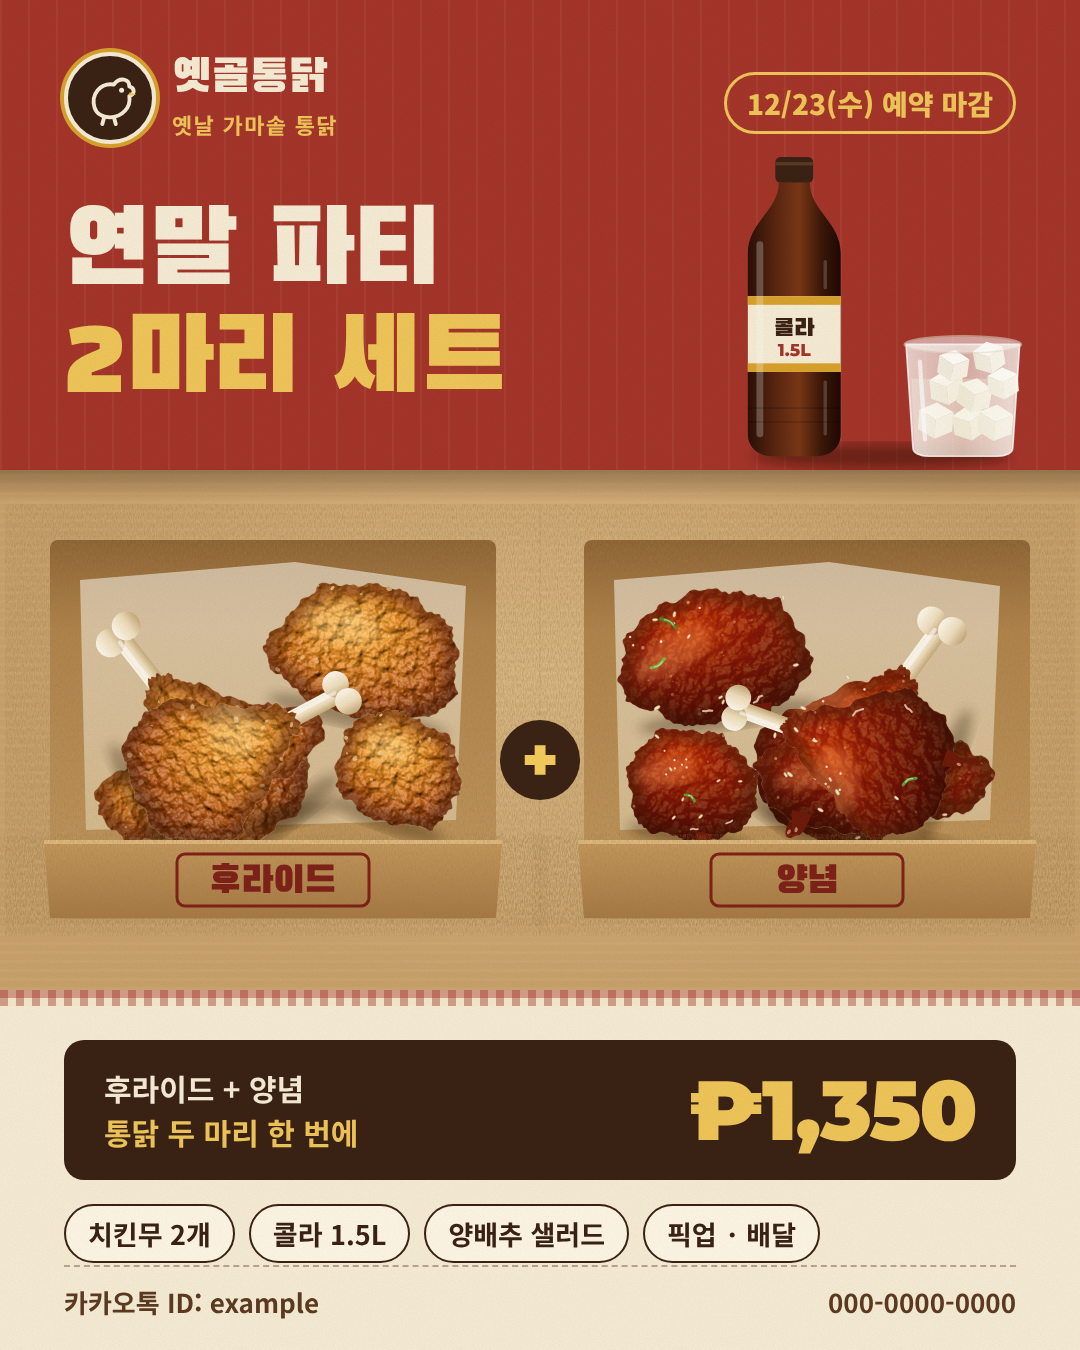 옛골통닭
옛날 가마솥 통닭
12/23(수) 예약 마감
연말 파티
2마리 세트
콜라
1.5L
후라이드
+
양념
후라이드 + 양념
통닭 두 마리 한 번에
₱1,350
치킨무 2개
콜라 1.5L
양배추 샐러드
픽업 · 배달
카카오톡 ID: example
000-0000-0000